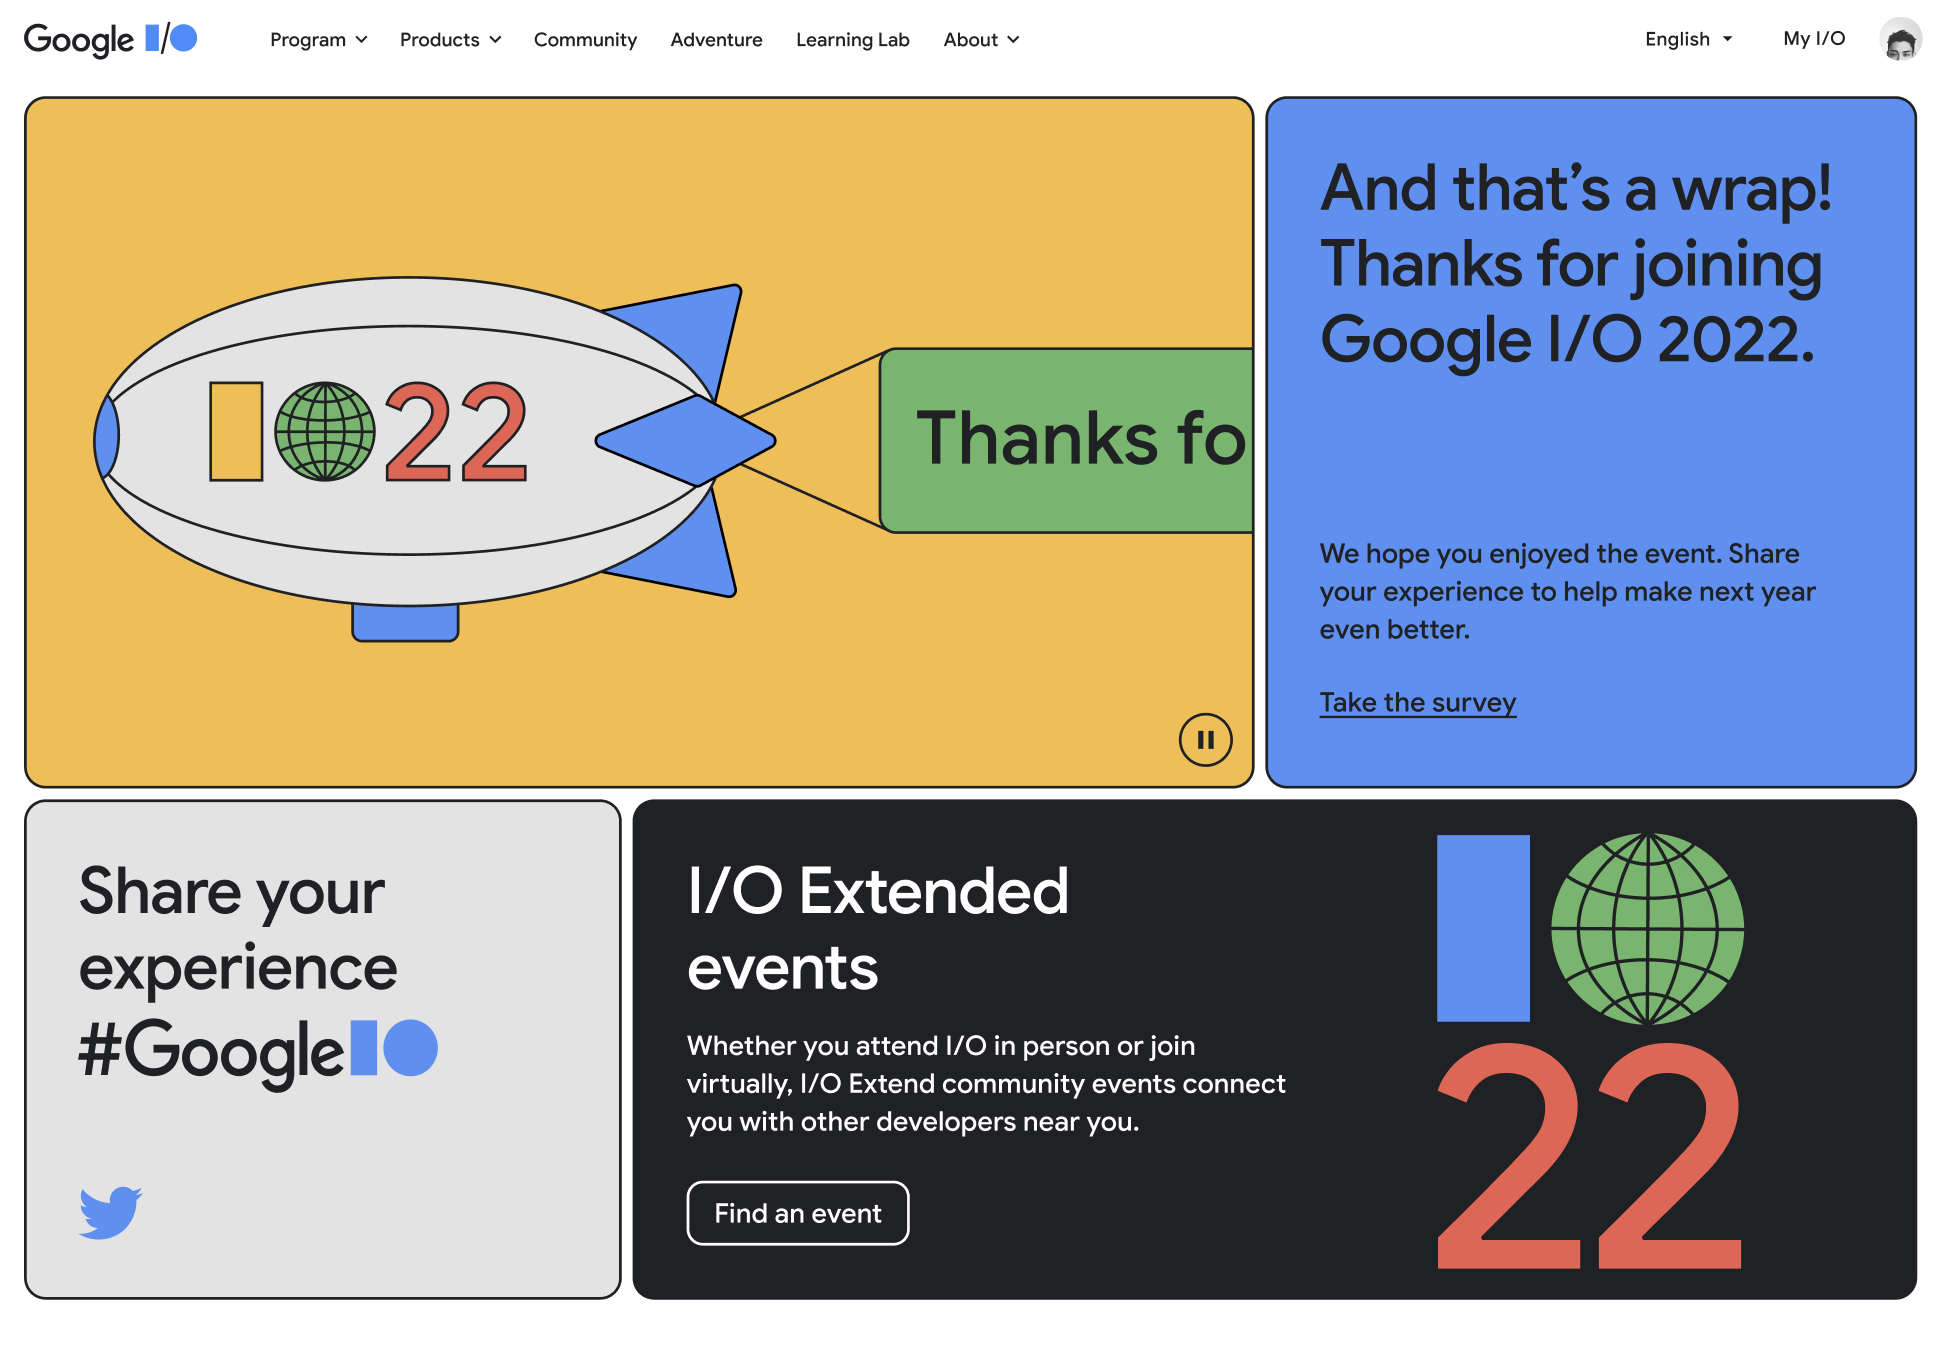 Google I/O
Program
Products
Community
Adventure
Learning Lab
About
English
My I/O
IO22
Thanks fo
And that's a wrap!
Thanks for joining
Google I/O 2022.
We hope you enjoyed the event. Share
your experience to help make next year
even better.
Take the survey
Share your
experience
#GoogleIO
I/O Extended
events
Whether you attend I/O in person or join
virtually, I/O Extend community events connect
you with other developers near you.
Find an event
IO
22